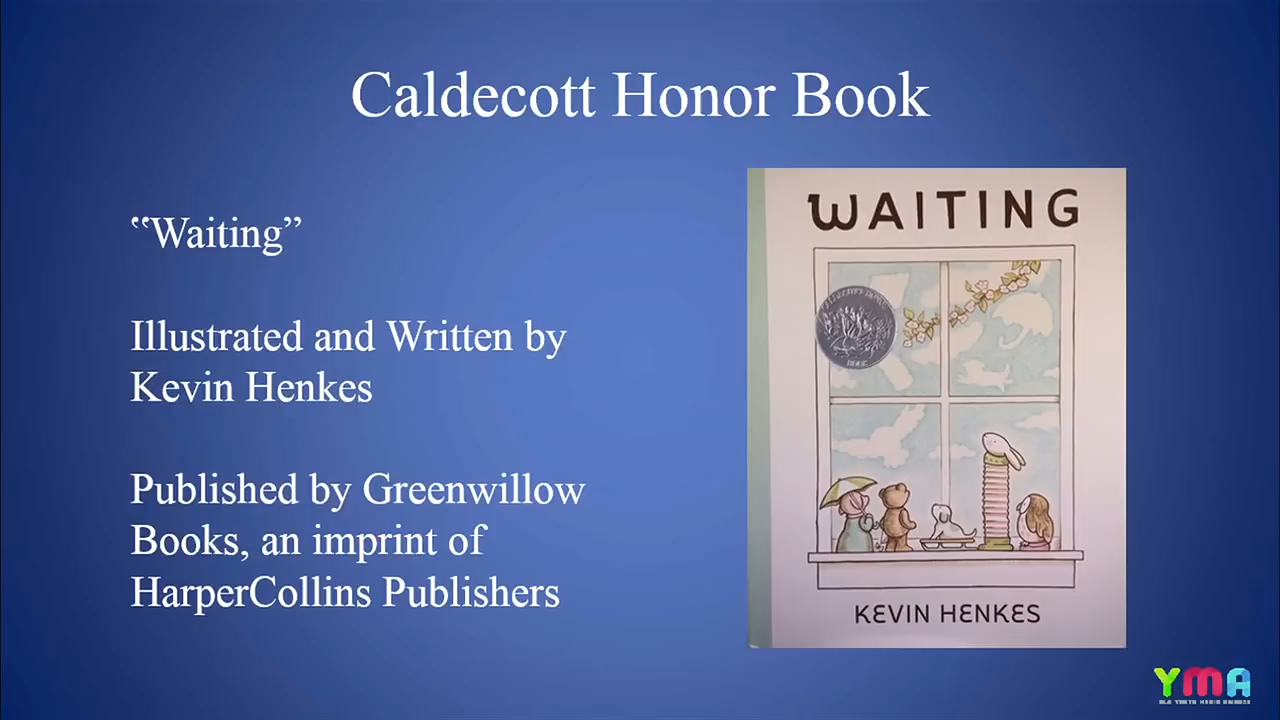 Caldecott Honor Book
“Waiting”
Illustrated and Written by
Kevin Henkes
Published by Greenwillow
Books, an imprint of
HarperCollins Publishers
WAITING
KEVIN HENKES
YMA